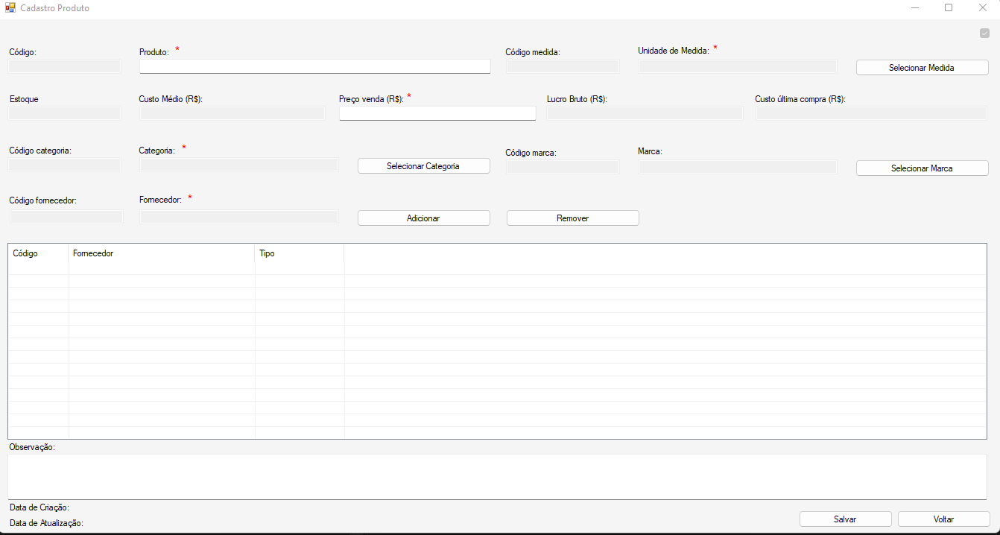 Cadastro Produto
Código: Produto: * Código medida: Unidade de Medida: *
Selecionar Medida
Estoque Custo Médio (R$): Preço venda (R$): * Lucro Bruto (R$): Custo última compra (R$):
Código categoria: Categoria: * Código marca: Marca:
Selecionar Categoria Selecionar Marca
Código fornecedor: Fornecedor: *
Adicionar Remover
Código Fornecedor Tipo
Observação:
Data de Criação:
Data de Atualização:
Salvar Voltar